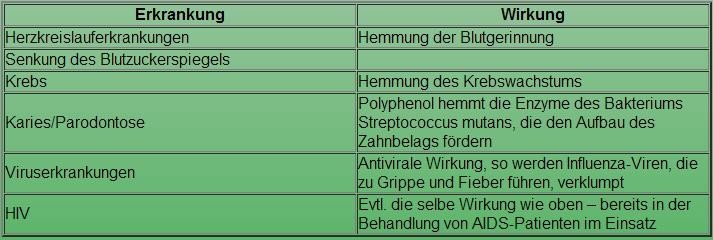 Erkrankung Wirkung
Herzkreislauferkrankungen Hemmung der Blutgerinnung
Senkung des Blutzuckerspiegels
Krebs Hemmung des Krebswachstums
Karies/Parodontose
Polyphenol hemmt die Enzyme des Bakteriums
Streptococcus mutans, die den Aufbau des
Zahnbelags fördern
Viruserkrankungen
Antivirale Wirkung, so werden Influenza-Viren, die
zu Grippe und Fieber führen, verklumpt
HIV
Evtl. die selbe Wirkung wie oben – bereits in der
Behandlung von AIDS-Patienten im Einsatz